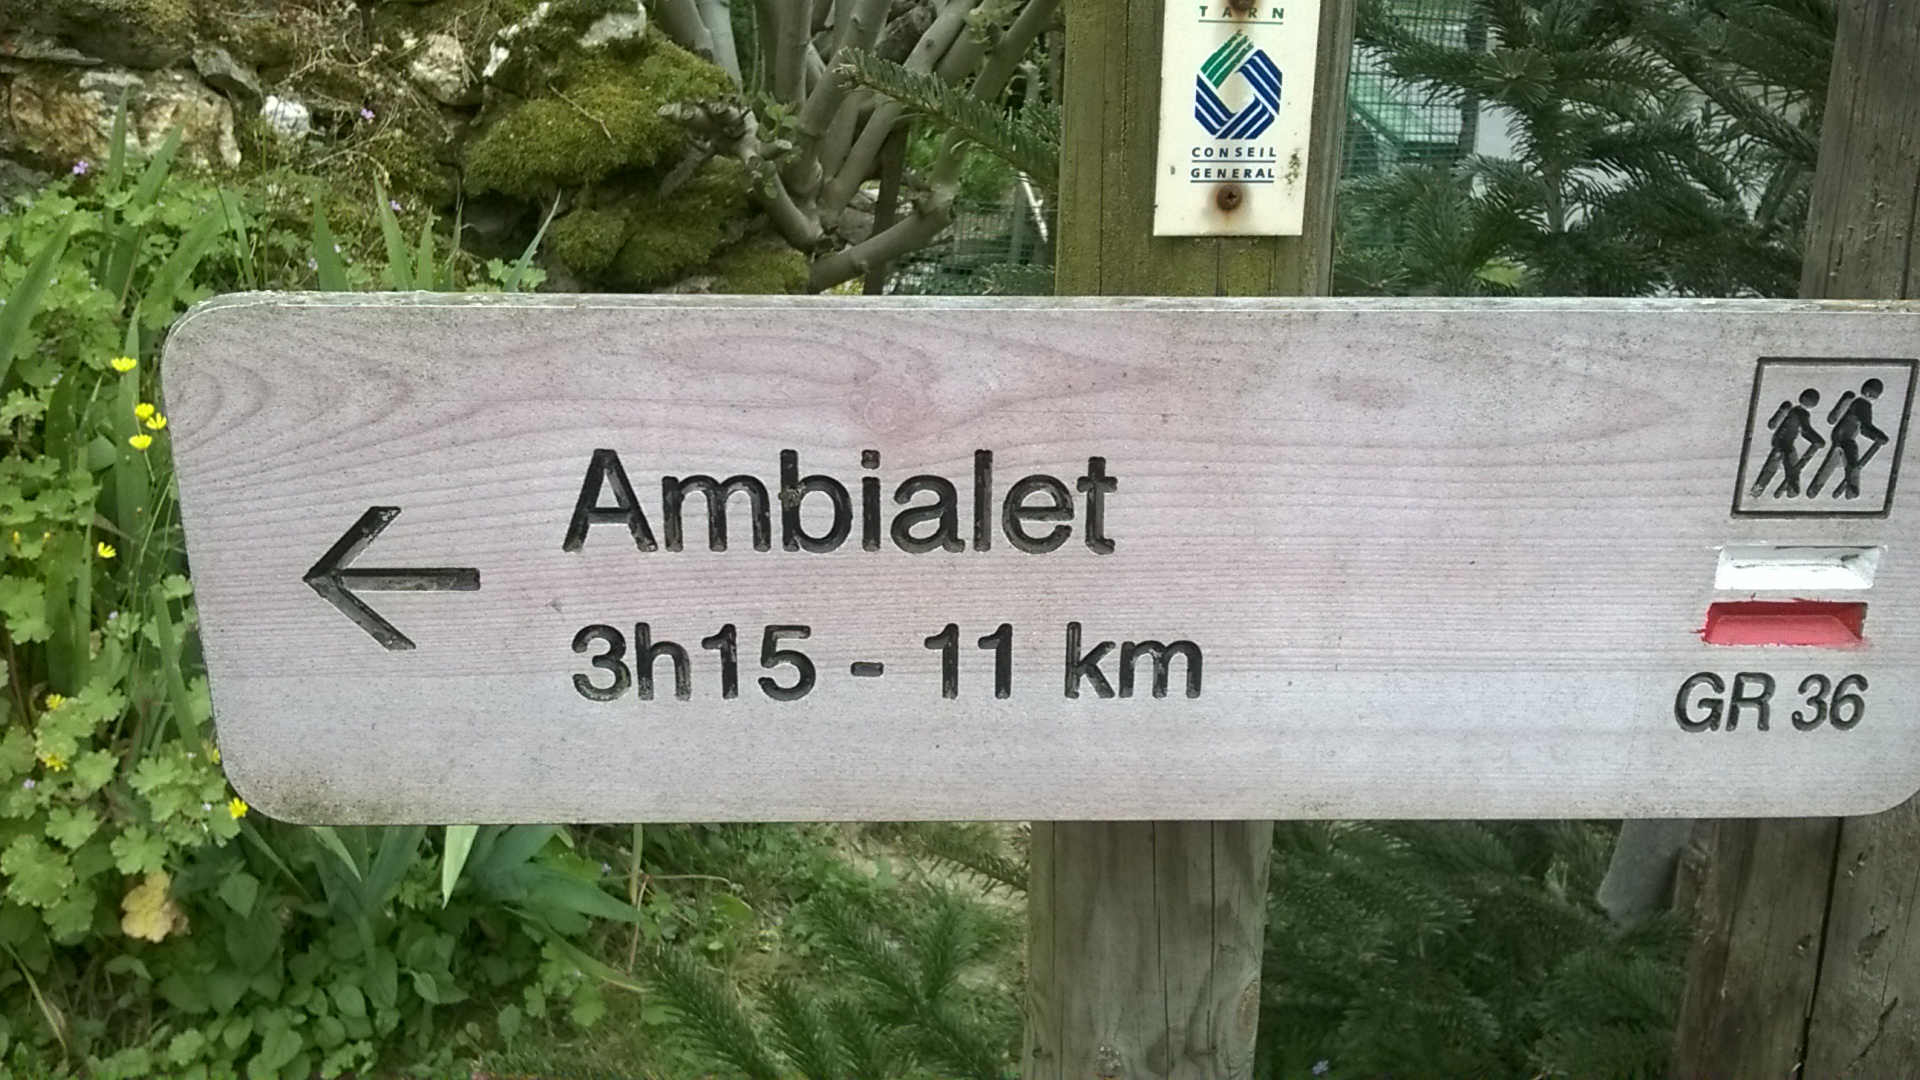 TARN
CONSEIL
GENERAL
Ambialet
3h15 - 11 km
GR 36